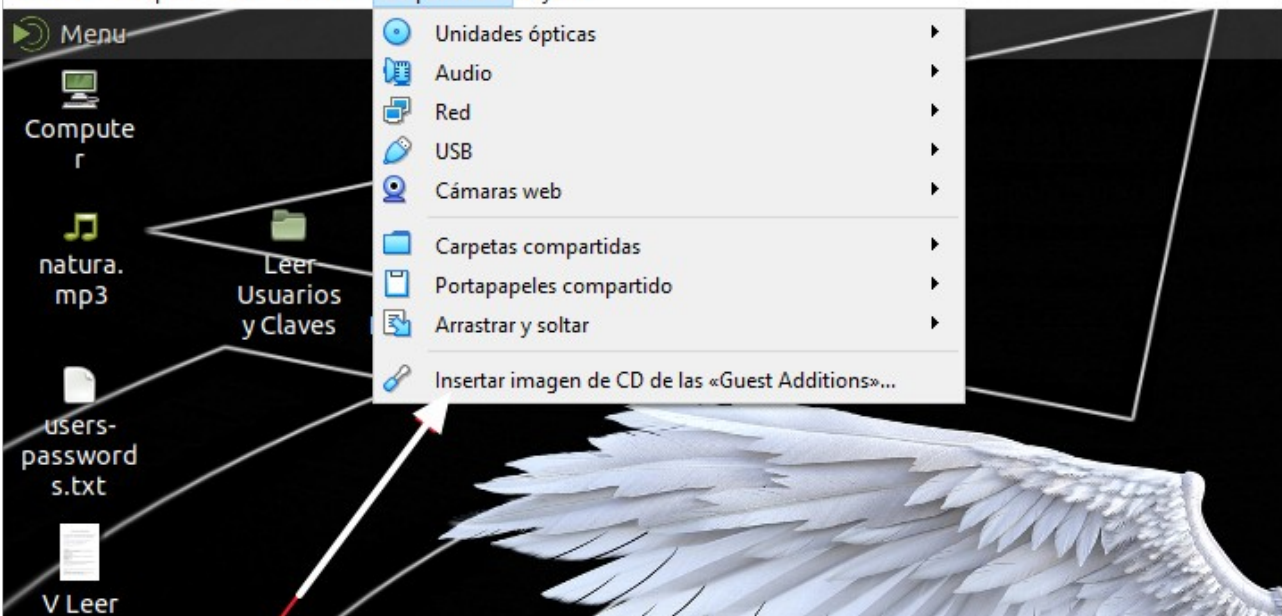 Menu
Unidades ópticas
Audio
Red
USB
Cámaras web
Carpetas compartidas
Portapapeles compartido
Arrastrar y soltar
Insertar imagen de CD de las «Guest Additions»...
Compute
r
natura.
mp3
Leer
Usuarios
y Claves
users-
password
s.txt
V Leer